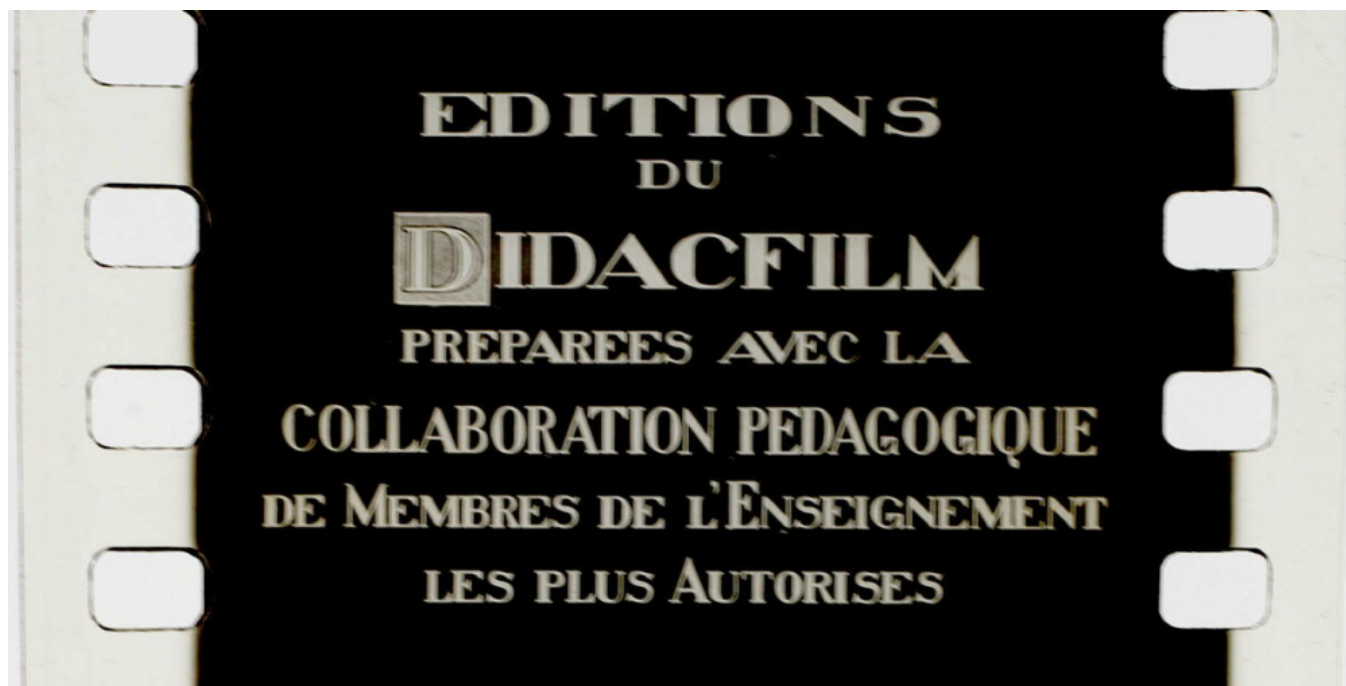 EDITIONS
DU
DIDACFILM
PREPAREES AVEC LA
COLLABORATION PEDAGOGIQUE
DE MEMBRES DE L'ENSEIGNEMENT
LES PLUS AUTORISES